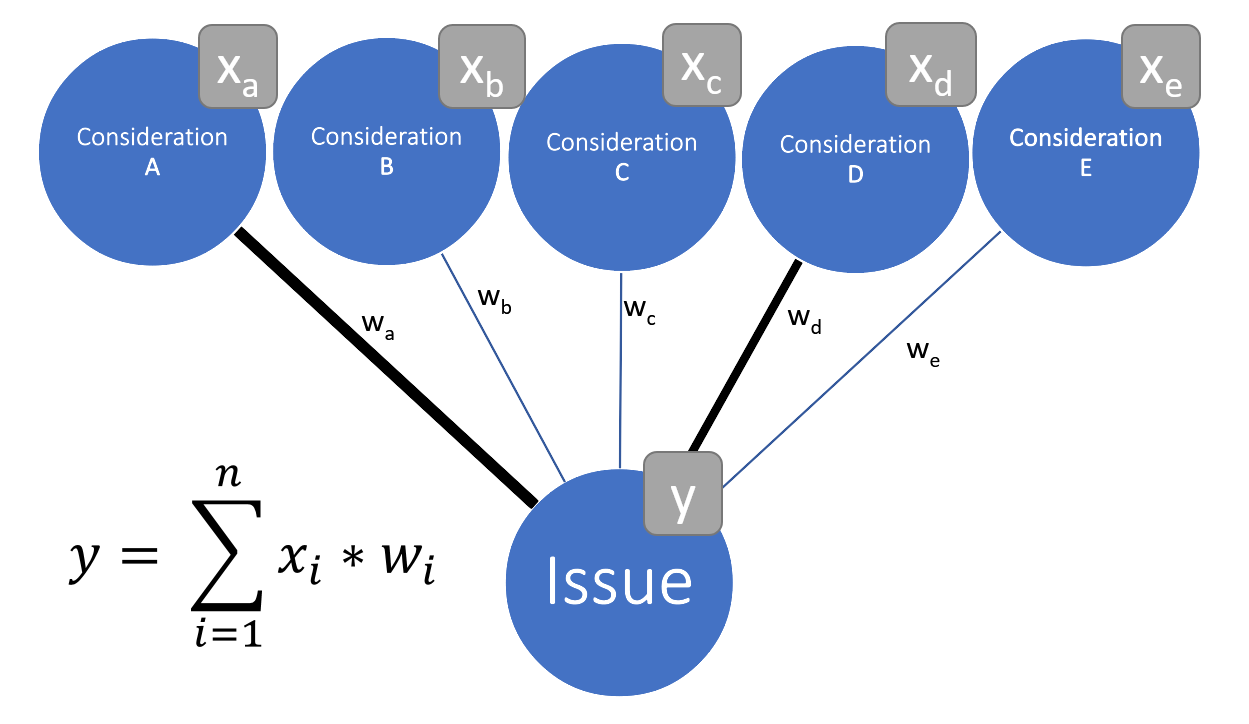 x_a
x_b
x_c
x_d
x_e
Consideration
A
Consideration
B
Consideration
C
Consideration
D
Consideration
E
w_a
w_b
w_c
w_d
w_e
y
Issue
n
y = ∑ x_i * w_i
i=1